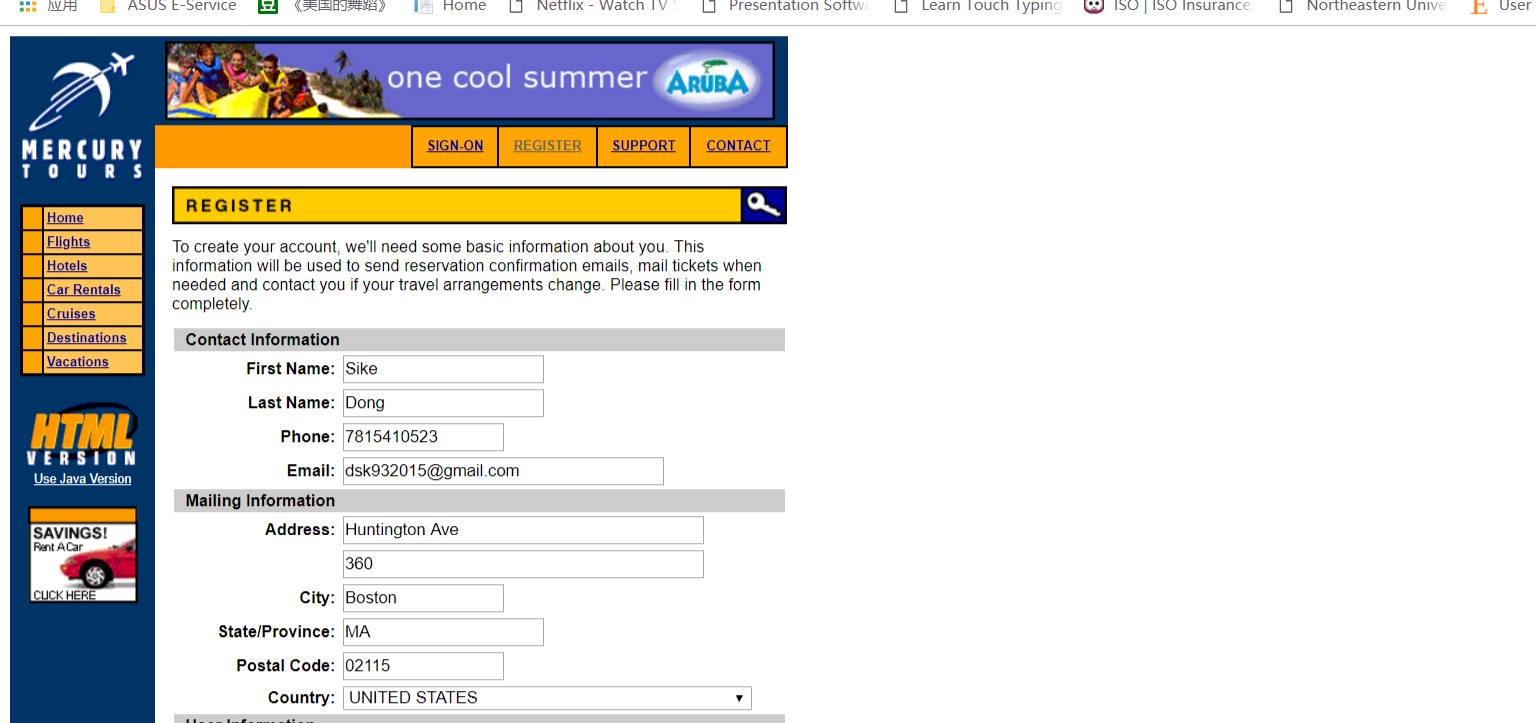 应用 ASUS E-Service 《美国的舞蹈》 Home Netflix - Watch TV Presentation Softwa Learn Touch Typing ISO | ISO Insurance, Northeastern Unive User
one cool summer ARUBA
MERCURY
TOURS
SIGN-ON REGISTER SUPPORT CONTACT
REGISTER
Home
Flights
Hotels
Car Rentals
Cruises
Destinations
Vacations
To create your account, we'll need some basic information about you. This
information will be used to send reservation confirmation emails, mail tickets when
needed and contact you if your travel arrangements change. Please fill in the form
completely.
Contact Information
First Name: Sike
Last Name: Dong
Phone: 7815410523
Email: dsk932015@gmail.com
HTML
VERSION
Use Java Version
Mailing Information
Address: Huntington Ave
360
City: Boston
State/Province: MA
Postal Code: 02115
Country: UNITED STATES
SAVINGS!
Rent A Car
CLICK HERE
User Information